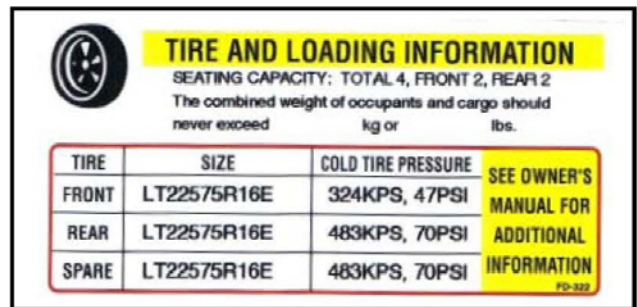 TIRE AND LOADING INFORMATION
SEATING CAPACITY: TOTAL 4, FRONT 2, REAR 2
The combined weight of occupants and cargo should
never exceed kg or lbs.
TIRE SIZE COLD TIRE PRESSURE
FRONT LT22575R16E 324KPS, 47PSI
REAR LT22575R16E 483KPS, 70PSI
SPARE LT22575R16E 483KPS, 70PSI
SEE OWNER'S
MANUAL FOR
ADDITIONAL
INFORMATION
FD-322